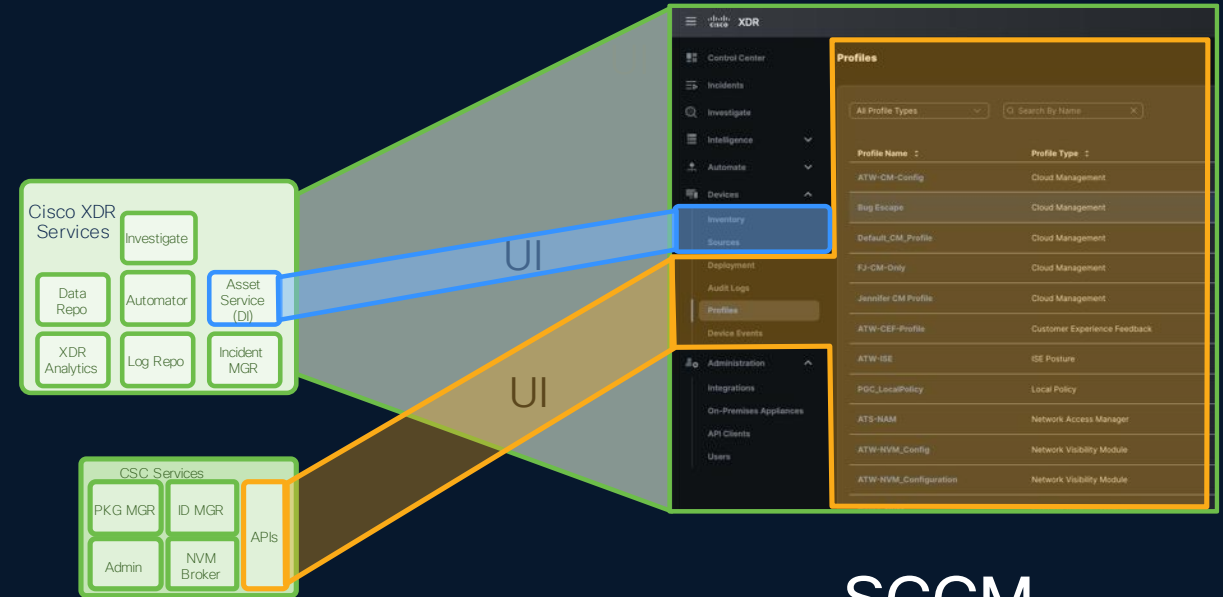 cisco XDR
Control Center
Incidents
Investigate
Intelligence
Automate
Devices
Inventory
Sources
Deployment
Audit Logs
Profiles
Device Events
Administration
Integrations
On-Premises Appliances
API Clients
Users
Profiles
All Profile Types
Search By Name
Profile Name Profile Type
ATW-CM-Config Cloud Management
Bug Escape Cloud Management
Default_CM_Profile Cloud Management
FJ-CM-Only Cloud Management
Jennifer CM Profile Cloud Management
ATW-CEF-Profile Customer Experience Feedback
ATW-ISE ISE Posture
PGC_LocalPolicy Local Policy
ATS-NAM Network Access Manager
ATW-NVM_Config Network Visibility Module
ATW-NVM_Configuration Network Visibility Module
Cisco XDR
Services
Investigate
Data
Repo
Automator
Asset
Service
(DI)
XDR
Analytics
Log Repo
Incident
MGR
UI
UI
CSC Services
PKG MGR
ID MGR
APIs
Admin
NVM
Broker
SCCM